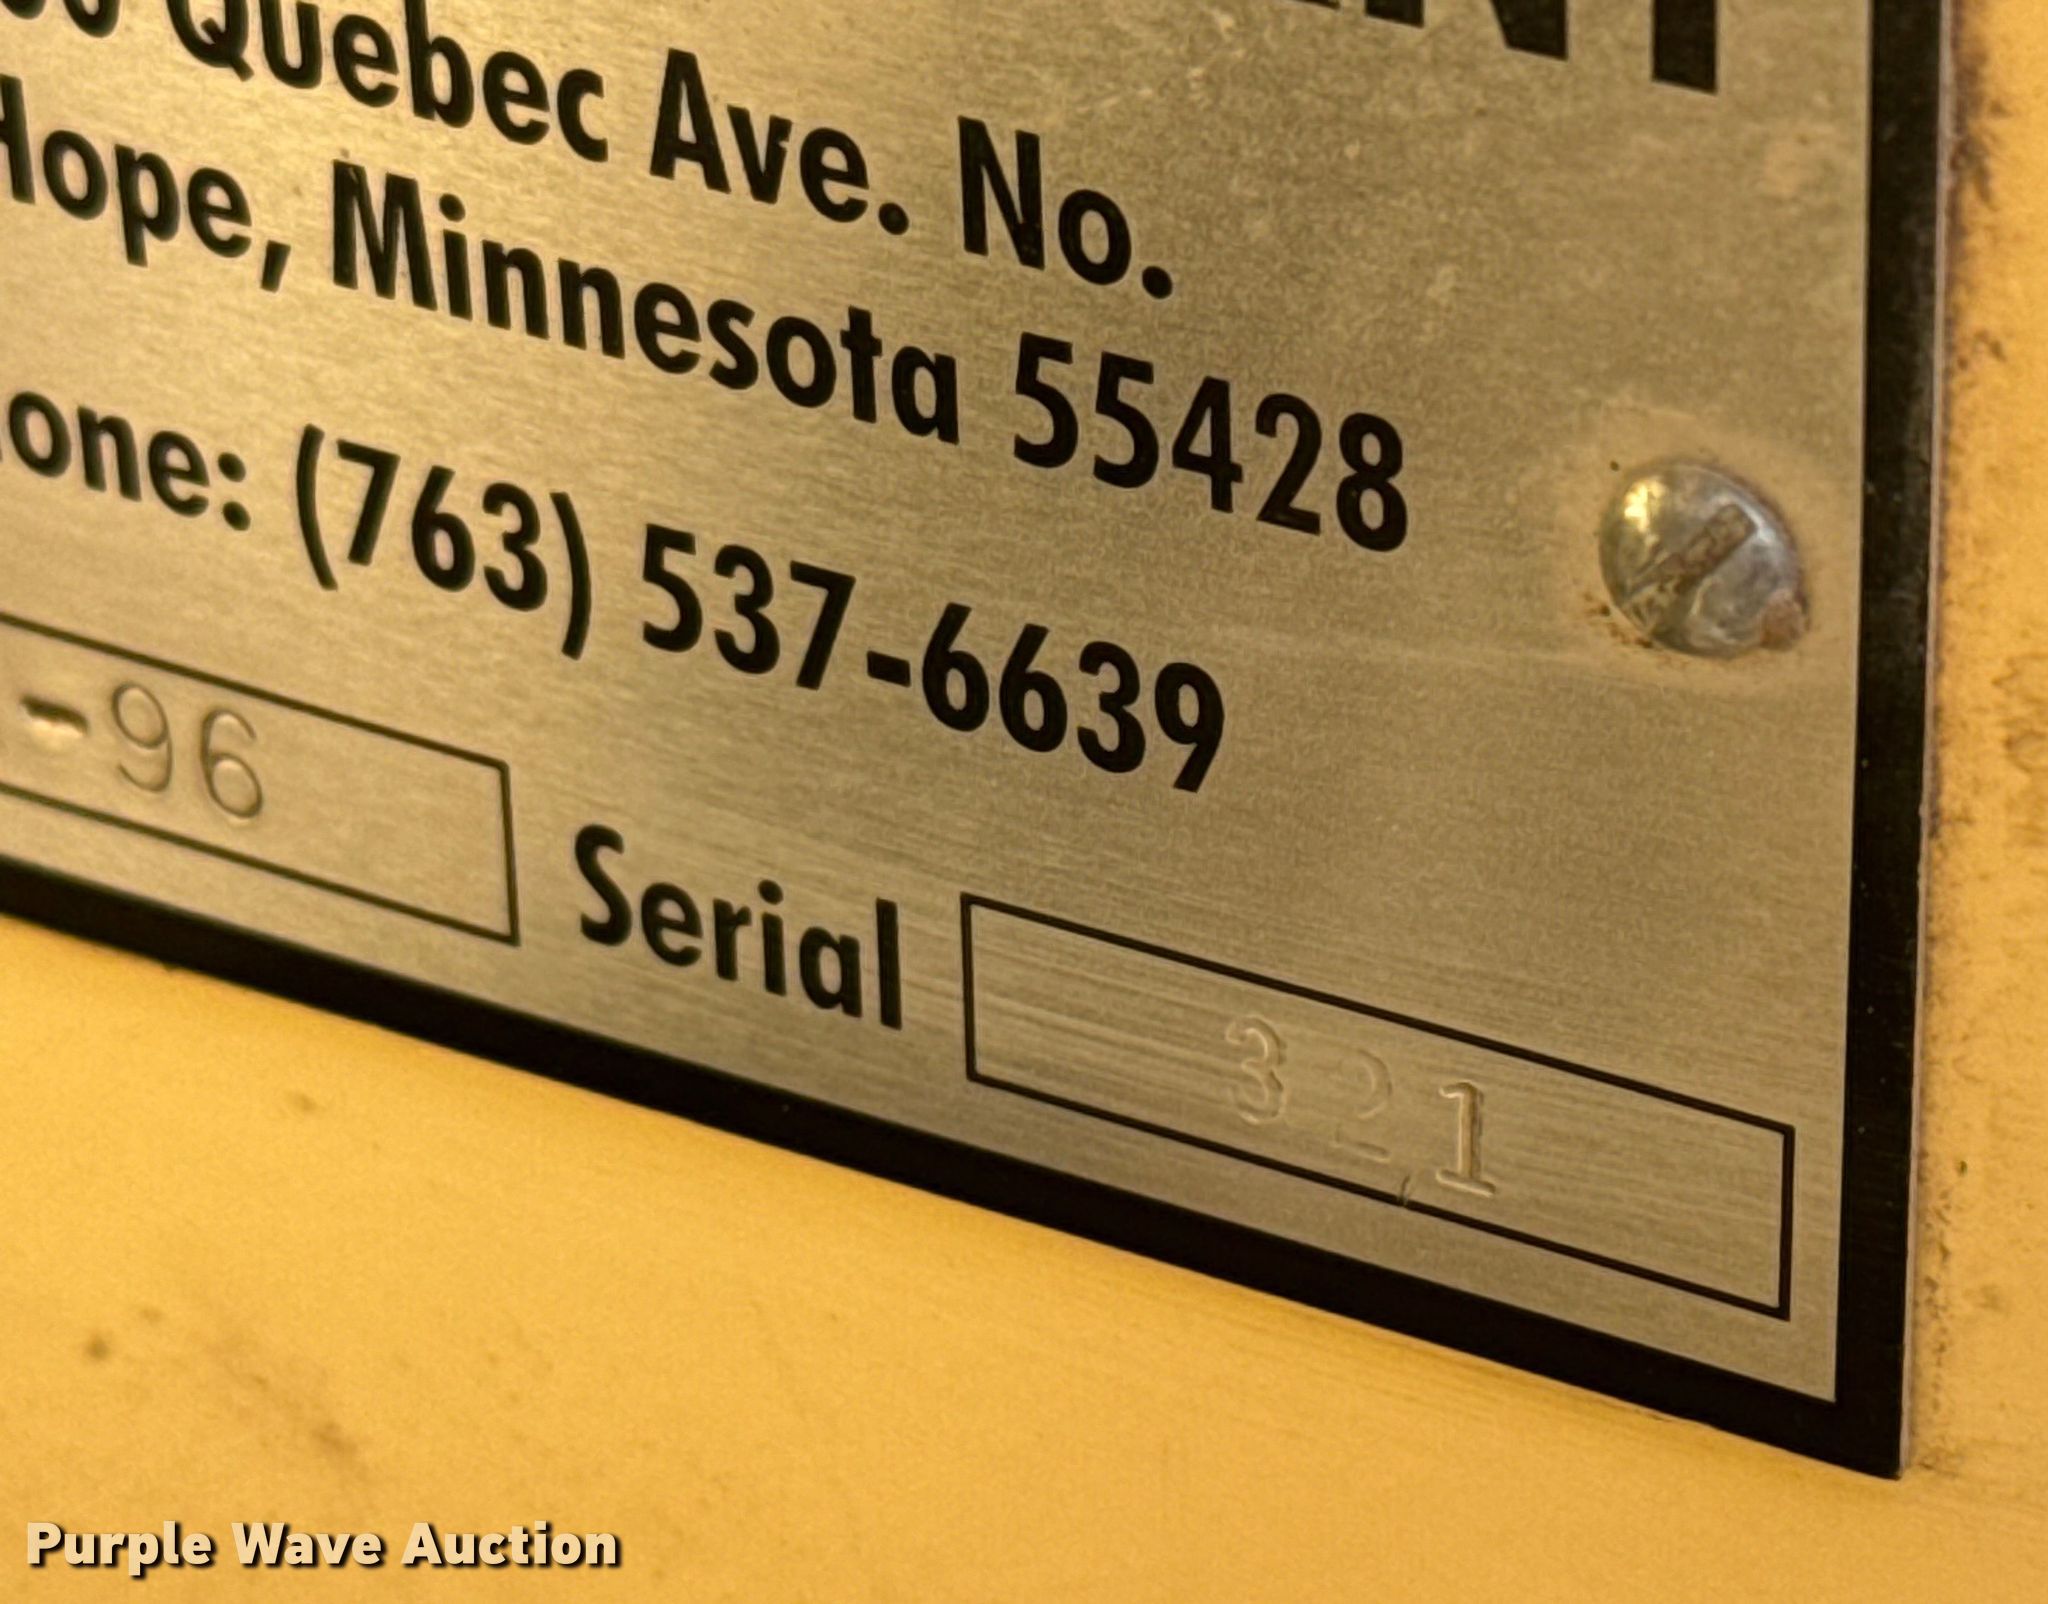 Quebec Ave. No.
Hope, Minnesota 55428
one: (763) 537-6639
-96
Serial 321
Purple Wave Auction